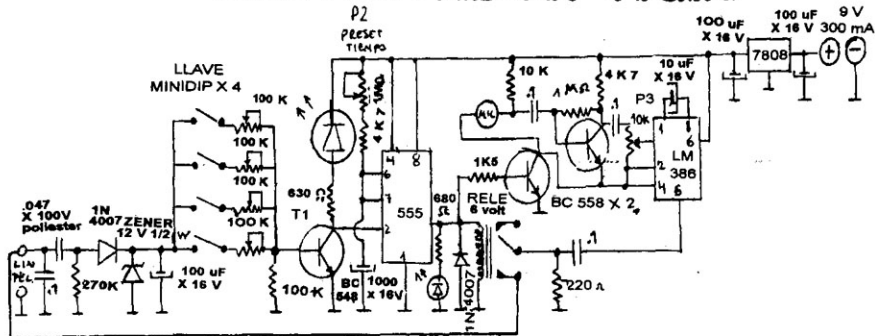 P2
PRESET
TIEMPO
100 uF
X 16 V
100 uF
X 16 V
9 V
300 mA
7808
+
−
LLAVE
MINIDIP X 4
100 K
100 K
100 K
100 K
4 K 7
1MΩ
10 K
.1
1 MΩ
4 K 7
10 uF
X 16 V
P3
.1
10k
LM
386
8
6
2
4
6
BC 558 X 2
1K5
RELE
6 volt
680
Ω
555
4
8
6
7
2
1
630
Ω
T1
.047
X 100V
poliester
1N
4007
ZENER
12 V 1/2 W
100 uF
X 16 V
270K
.1
LIN
TEL
100 K
BC
548
1000
X 16V
1N 4007
.1
220 Ω